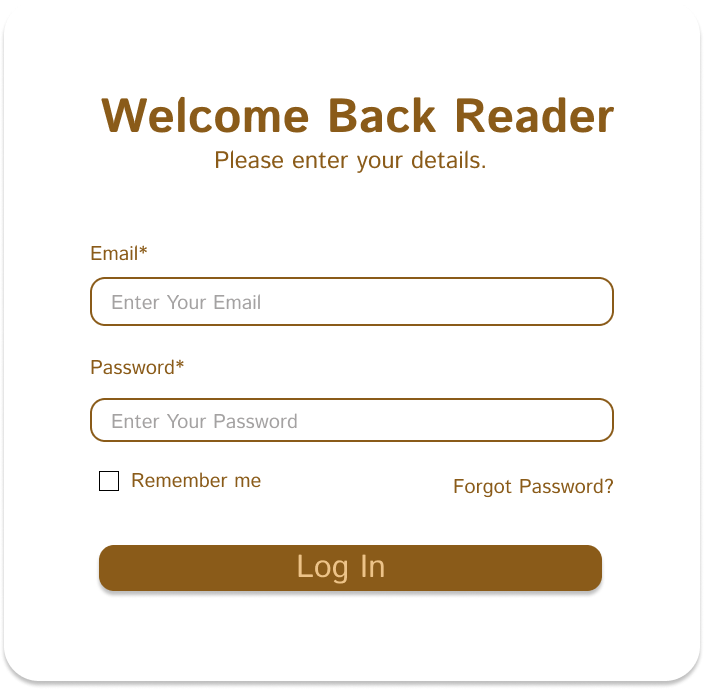 Welcome Back Reader
Please enter your details.
Email*
Enter Your Email
Password*
Enter Your Password
Remember me
Forgot Password?
Log In